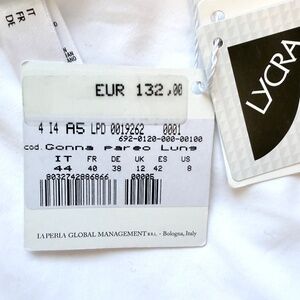 IT
FR
DE
EUR 132,00
4 I4 A5 LPD 0019262 0001
692-0120-000-00100
cod. Gonna Pareo Lung
IT FR DE UK ES US
44 40 38 12 42 8
8032742886866 00005
LA PERLA GLOBAL MANAGEMENT S.R.L. - Bologna, Italy
LYCRA